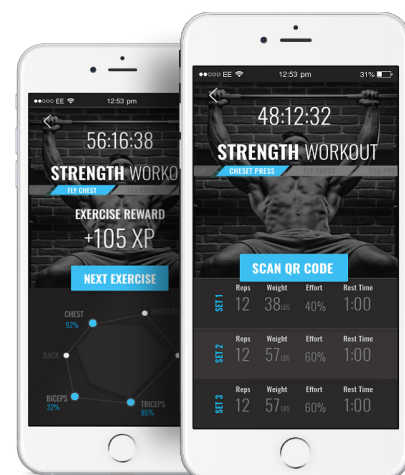 ●●○○○ EE 12:53 pm
56:16:38
STRENGTH WORKO
FLY CHEST
EXERCISE REWARD
+105 XP
NEXT EXERCISE
CHEST
92%
BACK
BICEPS
32%
TRICEPS
86%
●●○○○ EE 12:53 pm 31%
48:12:32
STRENGTH WORKOUT
CHESET PRESS FLY CHEST
SCAN QR CODE
SET 1
Reps Weight Effort Rest Time
12 38LBS 40% 1:00
SET 2
Reps Weight Effort Rest Time
12 57LBS 60% 1:00
SET 3
Reps Weight Effort Rest Time
12 57LBS 60% 1:00